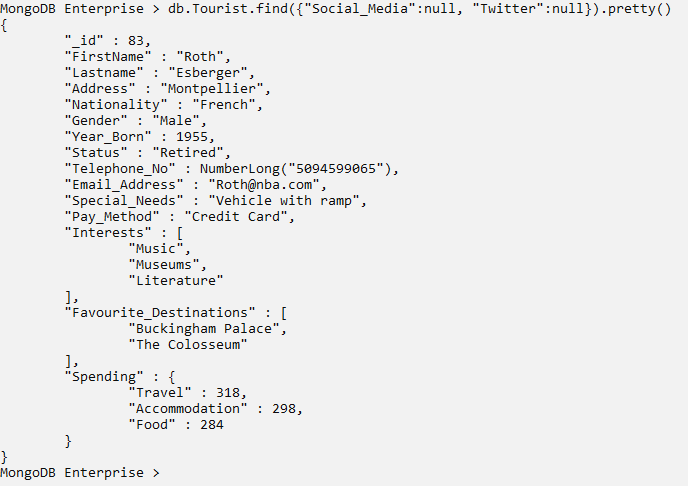 MongoDB Enterprise > db.Tourist.find({"Social_Media":null, "Twitter":null}).pretty()
{
        "_id" : 83,
        "FirstName" : "Roth",
        "Lastname" : "Esberger",
        "Address" : "Montpellier",
        "Nationality" : "French",
        "Gender" : "Male",
        "Year_Born" : 1955,
        "Status" : "Retired",
        "Telephone_No" : NumberLong("5094599065"),
        "Email_Address" : "Roth@nba.com",
        "Special_Needs" : "Vehicle with ramp",
        "Pay_Method" : "Credit Card",
        "Interests" : [
                "Music",
                "Museums",
                "Literature"
        ],
        "Favourite_Destinations" : [
                "Buckingham Palace",
                "The Colosseum"
        ],
        "Spending" : {
                "Travel" : 318,
                "Accommodation" : 298,
                "Food" : 284
        }
}
MongoDB Enterprise >